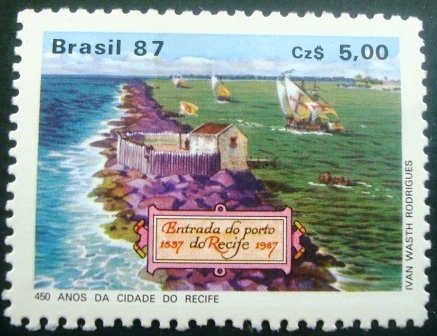 Brasil 87
Cz$ 5,00
Entrada do porto
1537 do Recife 1987
450 ANOS DA CIDADE DO RECIFE
IVAN WASTH RODRIGUES